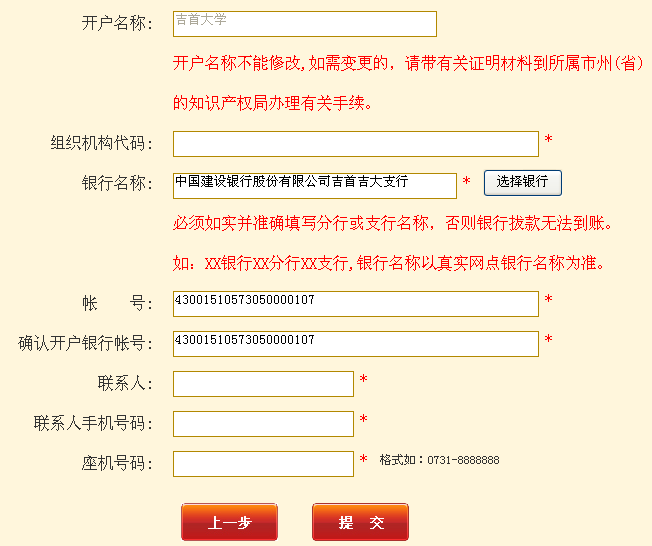 开户名称: 吉首大学
开户名称不能修改,如需变更的，请带有关证明材料到所属市州(省)
的知识产权局办理有关手续。
组织机构代码: *
银行名称: 中国建设银行股份有限公司吉首吉大支行 * 选择银行
必须如实并准确填写分行或支行名称，否则银行拨款无法到账。
如：XX银行XX分行XX支行,银行名称以真实网点银行名称为准。
帐 号: 43001510573050000107 *
确认开户银行帐号: 43001510573050000107 *
联系人: *
联系人手机号码: *
座机号码: * 格式如：0731-8888888
上一步 提 交